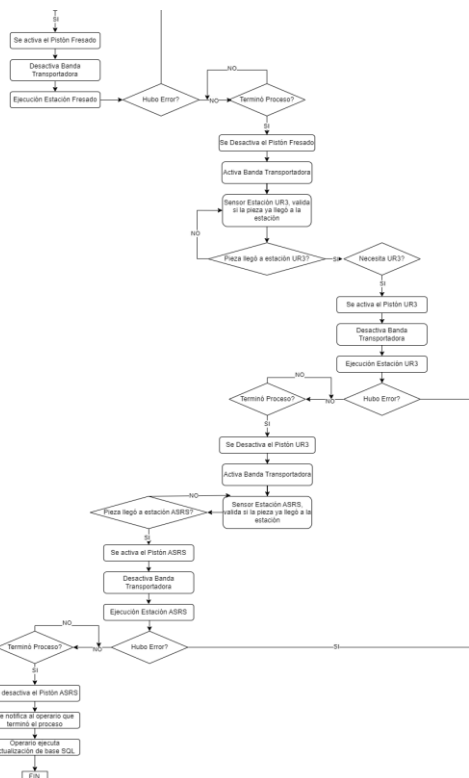 SI
Se activa el Pistón Fresado
Desactiva Banda
Transportadora
Ejecución Estación Fresado
Hubo Error?
NO
NO
Terminó Proceso?
SI
Se Desactiva el Pistón Fresado
Activa Banda Transportadora
Sensor Estación UR3, valida
si la pieza ya llegó a la
estación
NO
Pieza llegó a estación UR3?
SI
Necesita UR3?
SI
Se activa el Pistón UR3
Desactiva Banda
Transportadora
Ejecución Estación UR3
NO
Terminó Proceso?
NO
Hubo Error?
SI
Se Desactiva el Pistón UR3
Activa Banda Transportadora
NO
Pieza llegó a estación ASRS?
Sensor Estación ASRS,
valida si la pieza ya llegó a la
estación
SI
Se activa el Pistón ASRS
Desactiva Banda
Transportadora
Ejecución Estación ASRS
NO
Terminó Proceso?
NO
Hubo Error?
SI
SI
desactiva el Pistón ASRS
e notifica al operario que
terminó el proceso
Operario ejecuta
ctualización de base SQL
FIN